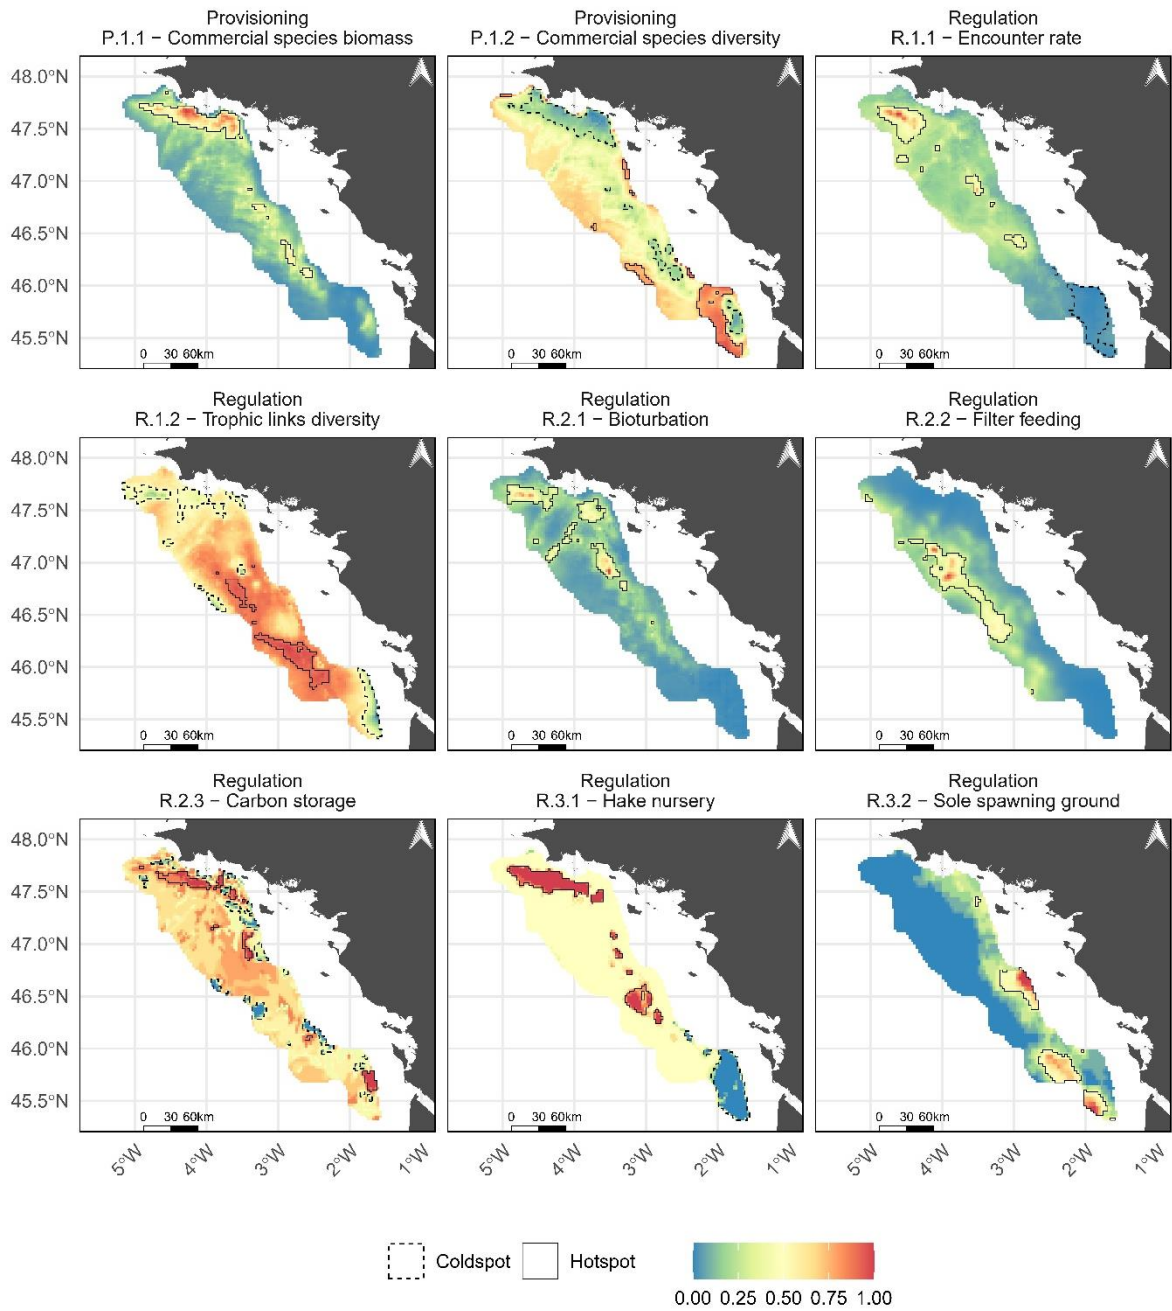 Provisioning
P.1.1 − Commercial species biomass
Provisioning
P.1.2 − Commercial species diversity
Regulation
R.1.1 − Encounter rate
48.0°N
47.5°N
47.0°N
46.5°N
46.0°N
45.5°N
0 30 60km
0 30 60km
0 30 60km
Regulation
R.1.2 − Trophic links diversity
Regulation
R.2.1 − Bioturbation
Regulation
R.2.2 − Filter feeding
48.0°N
47.5°N
47.0°N
46.5°N
46.0°N
45.5°N
0 30 60km
0 30 60km
0 30 60km
Regulation
R.2.3 − Carbon storage
Regulation
R.3.1 − Hake nursery
Regulation
R.3.2 − Sole spawning ground
48.0°N
47.5°N
47.0°N
46.5°N
46.0°N
45.5°N
0 30 60km
0 30 60km
0 30 60km
5°W 4°W 3°W 2°W 1°W
5°W 4°W 3°W 2°W 1°W
5°W 4°W 3°W 2°W 1°W
Coldspot Hotspot
0.00 0.25 0.50 0.75 1.00